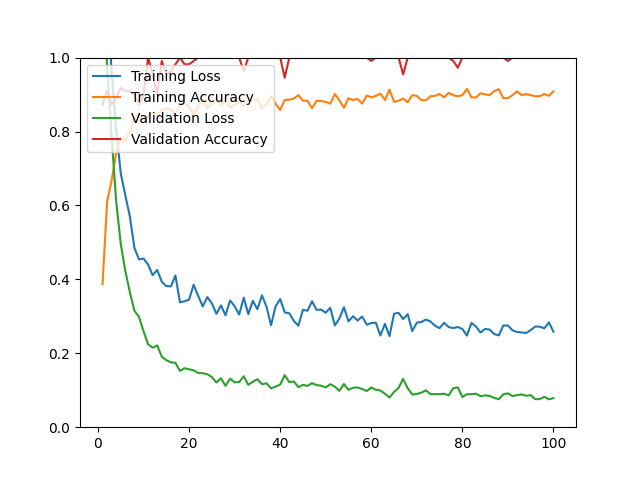 1.0
0.8
0.6
0.4
0.2
0.0
0 20 40 60 80 100
Training Loss
Training Accuracy
Validation Loss
Validation Accuracy